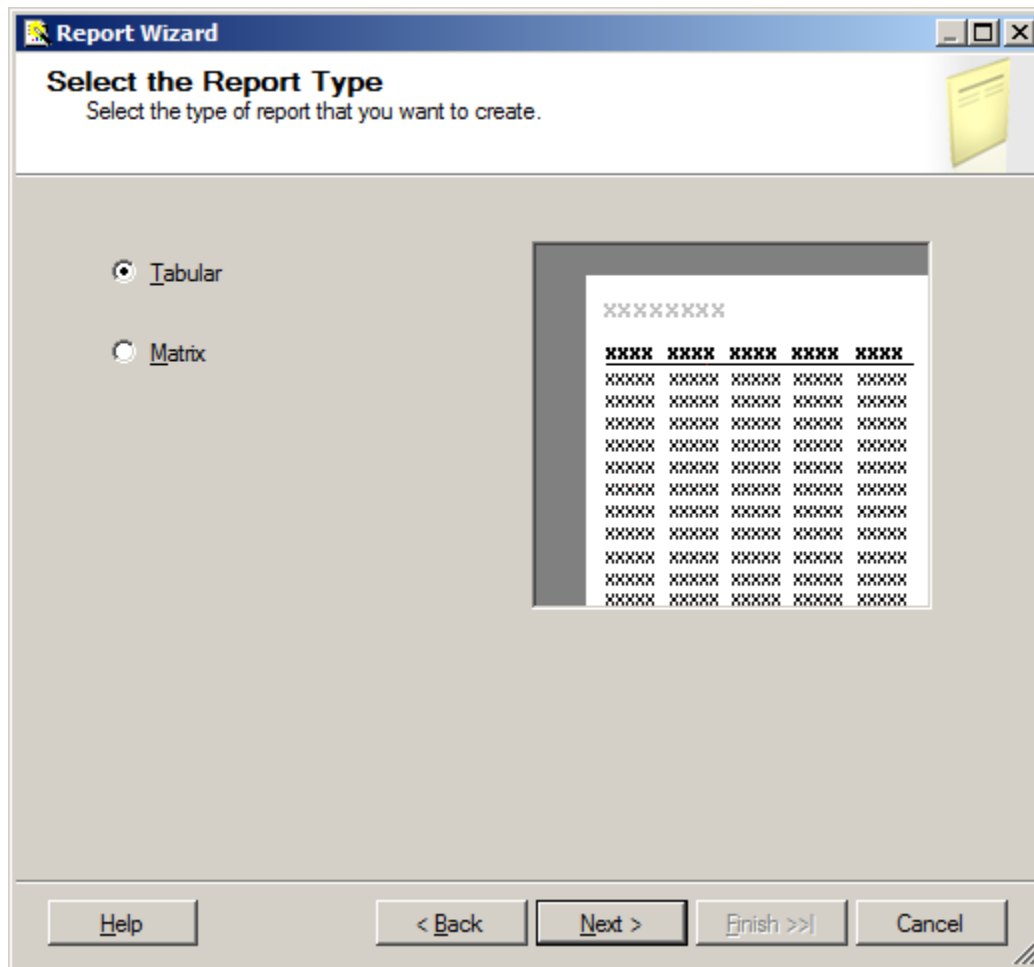 Report Wizard
Select the Report Type
Select the type of report that you want to create.
Tabular
Matrix
XXXXXXXX
XXXX XXXX XXXX XXXX XXXX
XXXXX XXXXX XXXXX XXXXX XXXXX
XXXXX XXXXX XXXXX XXXXX XXXXX
XXXXX XXXXX XXXXX XXXXX XXXXX
XXXXX XXXXX XXXXX XXXXX XXXXX
XXXXX XXXXX XXXXX XXXXX XXXXX
XXXXX XXXXX XXXXX XXXXX XXXXX
XXXXX XXXXX XXXXX XXXXX XXXXX
XXXXX XXXXX XXXXX XXXXX XXXXX
XXXXX XXXXX XXXXX XXXXX XXXXX
XXXXX XXXXX XXXXX XXXXX XXXXX
XXXXX XXXXX XXXXX XXXXX XXXXX
Help < Back Next > Finish >>| Cancel